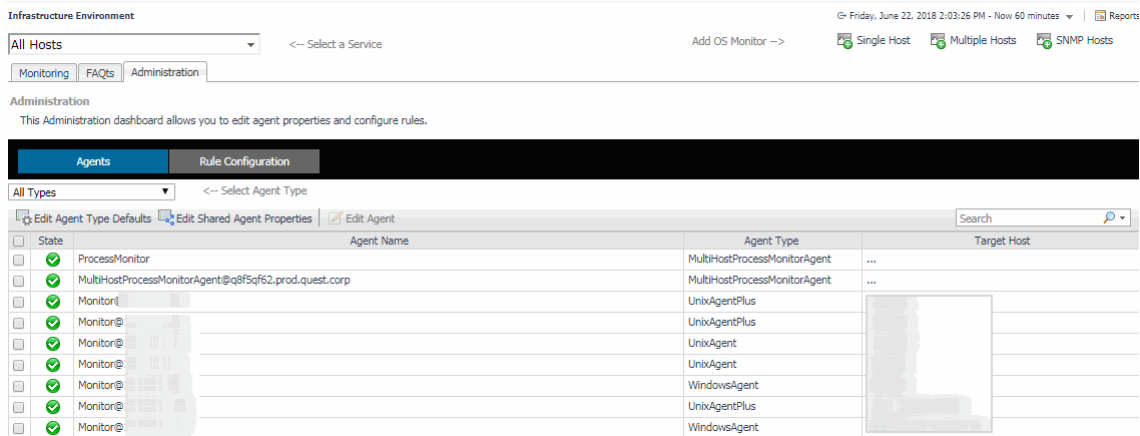 Infrastructure Environment
Friday, June 22, 2018 2:03:26 PM - Now 60 minutes Reports
All Hosts <-- Select a Service Add OS Monitor --> Single Host Multiple Hosts SNMP Hosts
Monitoring FAQts Administration
Administration
This Administration dashboard allows you to edit agent properties and configure rules.
Agents Rule Configuration
All Types <-- Select Agent Type
Edit Agent Type Defaults Edit Shared Agent Properties Edit Agent Search
State Agent Name Agent Type Target Host
ProcessMonitor MultiHostProcessMonitorAgent ...
MultiHostProcessMonitorAgent@q8f5qf62.prod.quest.corp MultiHostProcessMonitorAgent ...
Monitor@ UnixAgentPlus
Monitor@ UnixAgentPlus
Monitor@ UnixAgent
Monitor@ UnixAgent
Monitor@ WindowsAgent
Monitor@ UnixAgentPlus
Monitor@ WindowsAgent